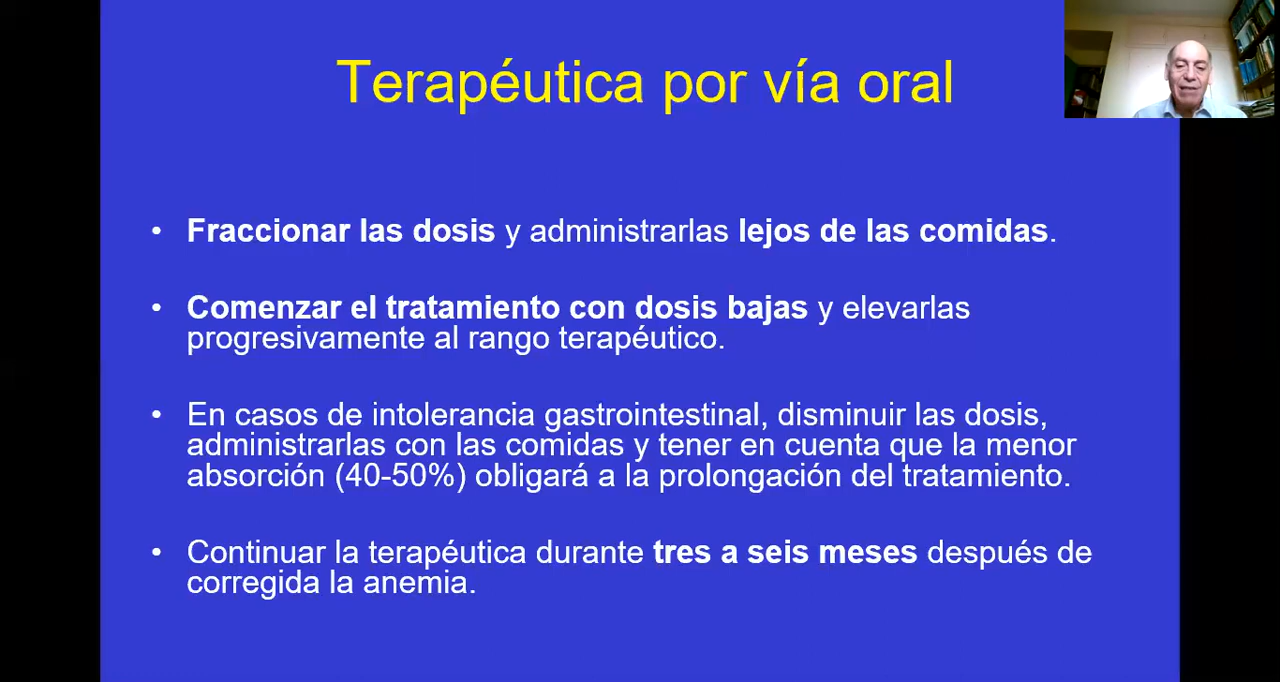 Terapéutica por vía oral
• Fraccionar las dosis y administrarlas lejos de las comidas.
• Comenzar el tratamiento con dosis bajas y elevarlas
progresivamente al rango terapéutico.
• En casos de intolerancia gastrointestinal, disminuir las dosis,
administrarlas con las comidas y tener en cuenta que la menor
absorción (40-50%) obligará a la prolongación del tratamiento.
• Continuar la terapéutica durante tres a seis meses después de
corregida la anemia.